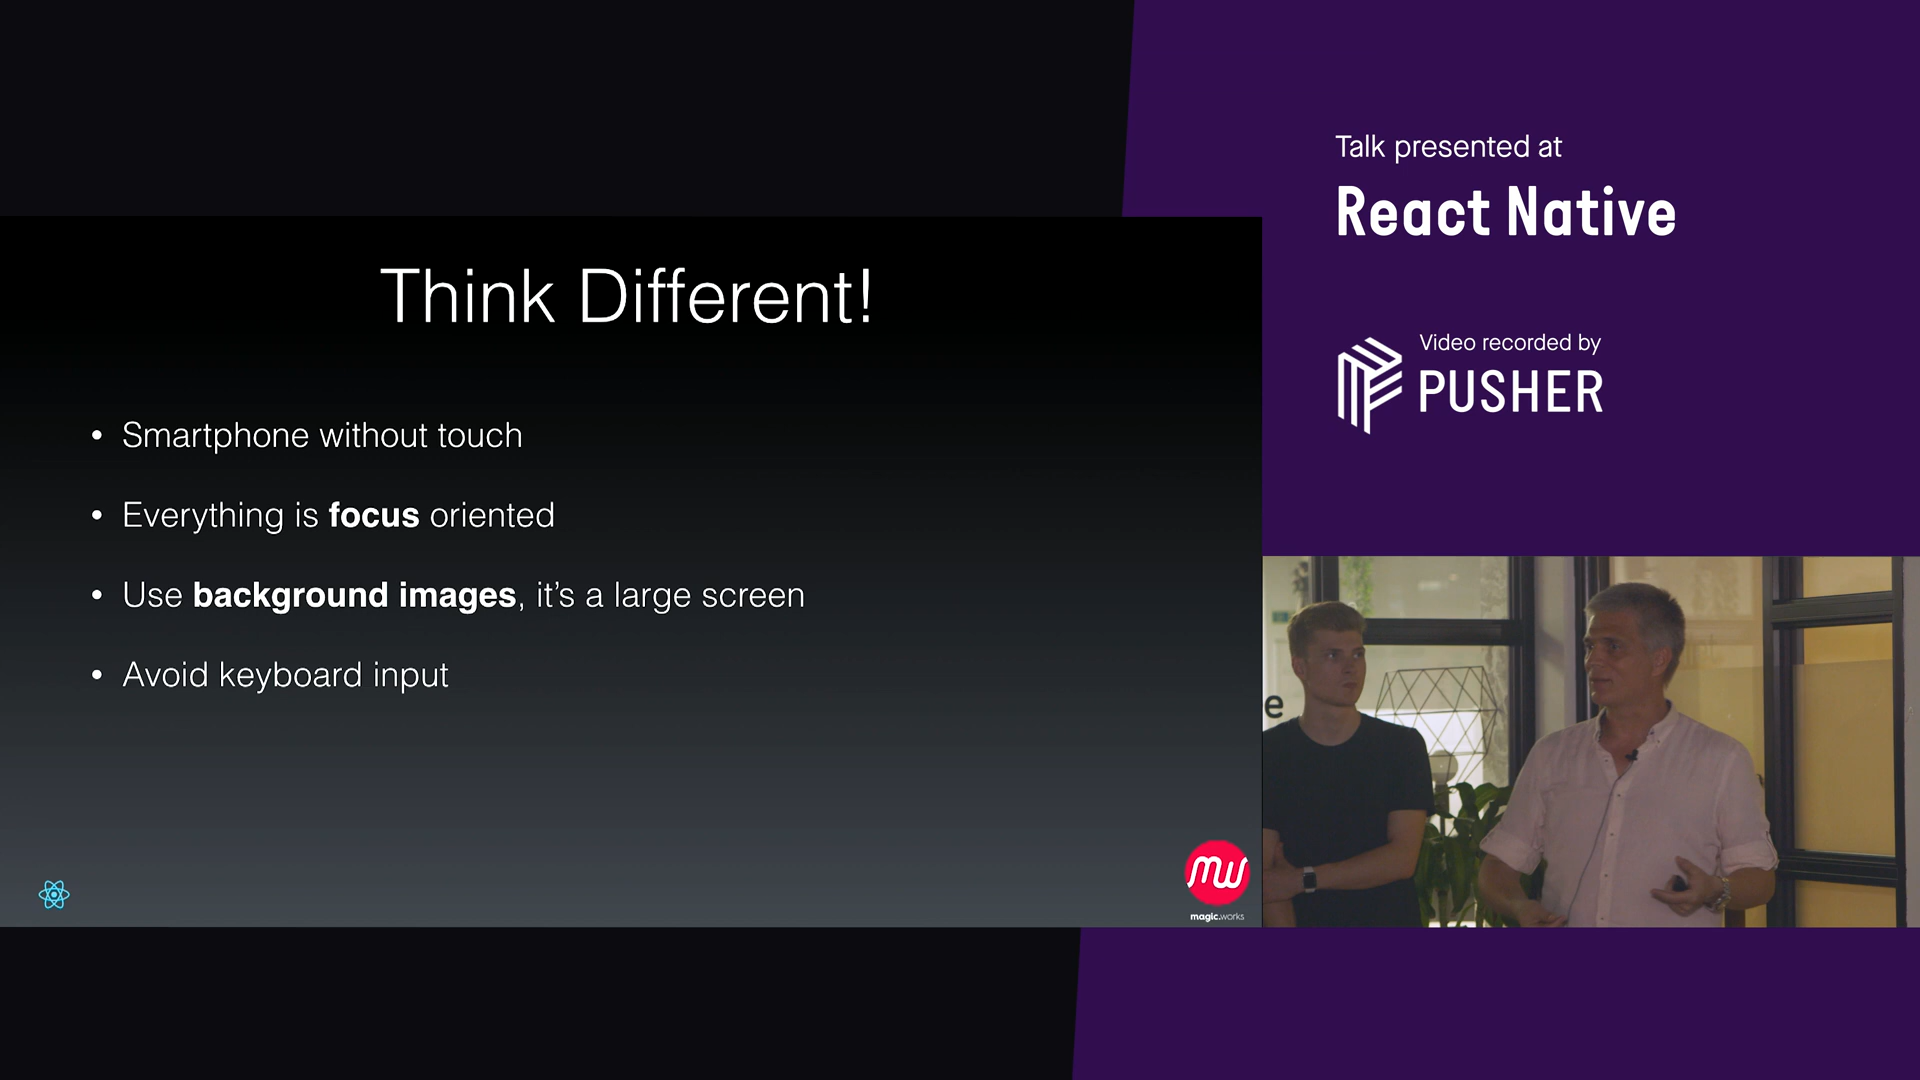 Talk presented at
React Native
Video recorded by
PUSHER
Think Different!
• Smartphone without touch
• Everything is focus oriented
• Use background images, it's a large screen
• Avoid keyboard input
mw
magic.works
e